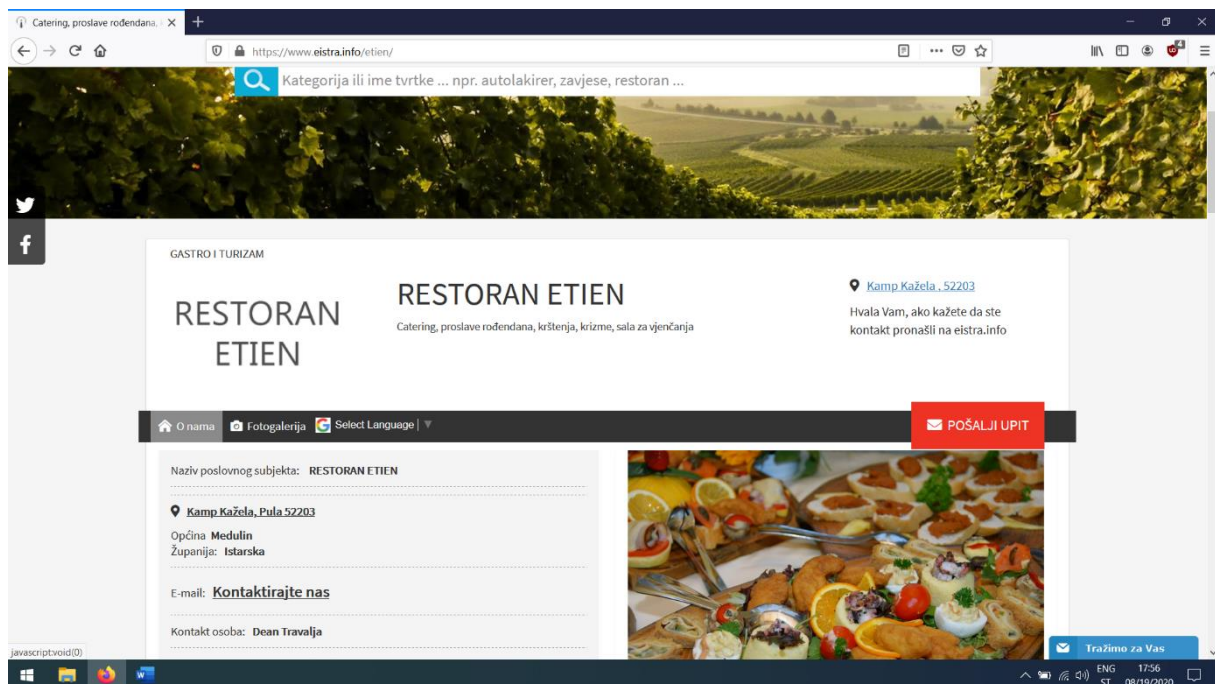 Catering, proslave rođendana,
https://www.eistra.info/etien/
Kategorija ili ime tvrtke ... npr. autolakirer, zavjese, restoran ...
GASTRO I TURIZAM
RESTORAN
ETIEN
RESTORAN ETIEN
Catering, proslave rođendana, krštenja, krizme, sala za vjenčanja
Kamp Kažela , 52203
Hvala Vam, ako kažete da ste
kontakt pronašli na eistra.info
O nama Fotogalerija Select Language
POŠALJI UPIT
Naziv poslovnog subjekta: RESTORAN ETIEN
Kamp Kažela, Pula 52203
Općina Medulin
Županija: Istarska
E-mail: Kontaktirajte nas
Kontakt osoba: Dean Travalja
Tražimo za Vas
javascript:void(0)
ENG 17:56
ST 08/19/2020